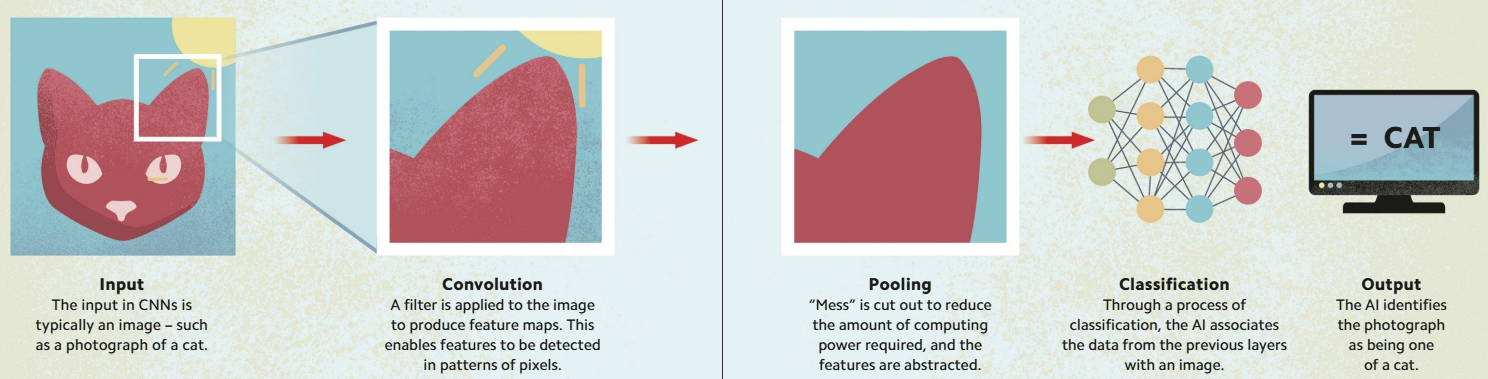 = CAT
Input
The input in CNNs is
typically an image – such
as a photograph of a cat.
Convolution
A filter is applied to the image
to produce feature maps. This
enables features to be detected
in patterns of pixels.
Pooling
“Mess” is cut out to reduce
the amount of computing
power required, and the
features are abstracted.
Classification
Through a process of
classification, the AI associates
the data from the previous layers
with an image.
Output
The AI identifies
the photograph
as being one
of a cat.